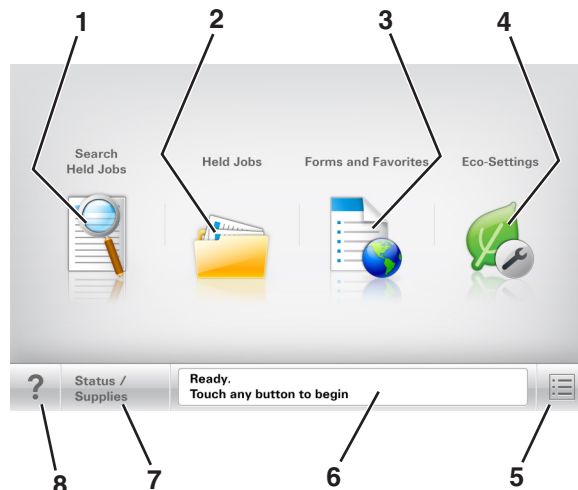 1 2 3 4
Search
Held Jobs
Held Jobs
Forms and Favorites
Eco-Settings
?
Status /
Supplies
Ready.
Touch any button to begin
8 7 6 5